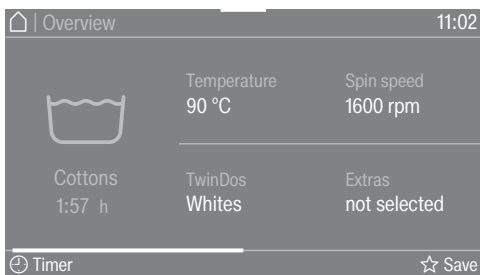 | Overview 11:02
Temperature
90 °C
Spin speed
1600 rpm
Cottons
1:57 h
TwinDos
Whites
Extras
not selected
Timer
Save